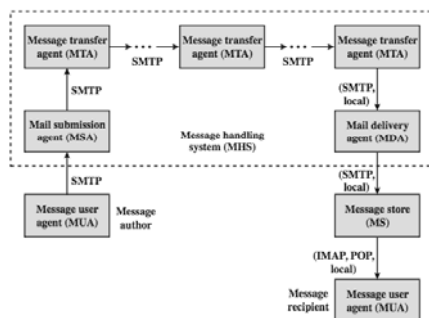 Message transfer
agent (MTA)
Message transfer
agent (MTA)
Message transfer
agent (MTA)
SMTP
SMTP
SMTP
(SMTP,
local)
Mail submission
agent (MSA)
Mail delivery
agent (MDA)
Message handling
system (MHS)
SMTP
(SMTP,
local)
Message user
agent (MUA)
Message
author
Message store
(MS)
(IMAP, POP,
local)
Message
recipient
Message user
agent (MUA)